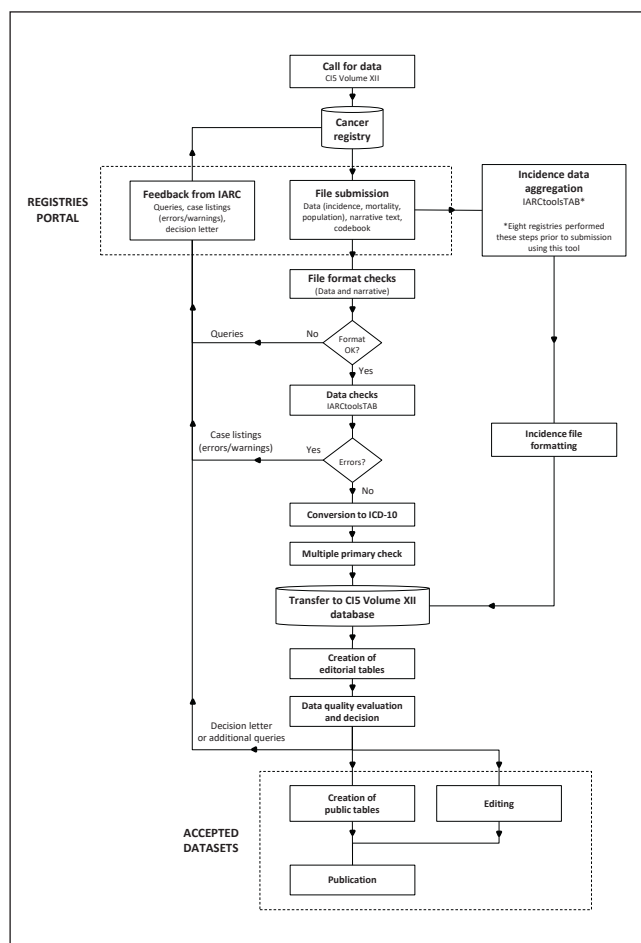 Call for data
CI5 Volume XII
Cancer
registry
REGISTRIES
PORTAL
Feedback from IARC
Queries, case listings
(errors/warnings),
decision letter
File submission
Data (incidence, mortality,
population), narrative text,
codebook
Incidence data
aggregation
IARCtoolsTAB*
*Eight registries performed
these steps prior to submission
using this tool
File format checks
(Data and narrative)
Queries
No
Format
OK?
Yes
Data checks
IARCtoolsTAB
Case listings
(errors/warnings)
Yes
Errors?
No
Incidence file
formatting
Conversion to ICD-10
Multiple primary check
Transfer to CI5 Volume XII
database
Creation of
editorial tables
Data quality evaluation
and decision
Decision letter
or additional queries
Creation of
public tables
Editing
ACCEPTED
DATASETS
Publication